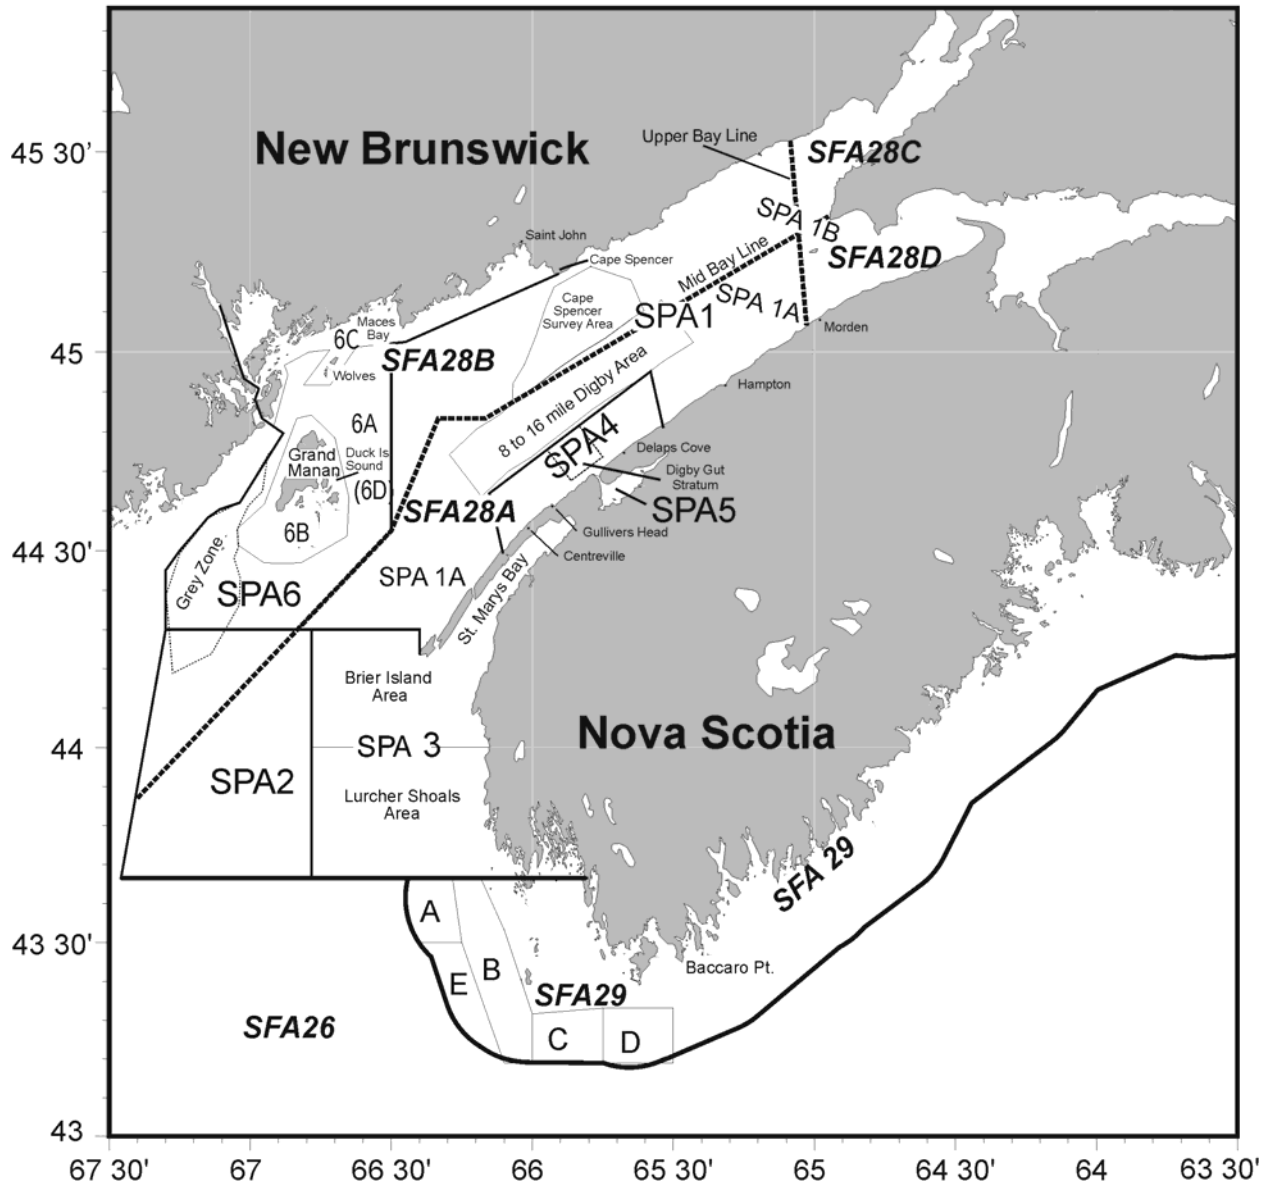 New Brunswick
Upper Bay Line
SFA28C
45 30'
SPA 1B
Saint John
Mid Bay Line
SFA28D
Cape Spencer
Cape
Spencer
Survey Area
SPA 1A
SPA1
Maces
Bay
6C
Morden
45
SFA28B
Wolves
8 to 16 mile Digby Area
Hampton
6A
SPA4
Grand
Manan
Duck Is
Sound
Delaps Cove
Digby Gut
Stratum
(6D)
SFA28A
SPA5
6B
Gullivers Head
44 30'
Centreville
Grey Zone
SPA 1A
SPA6
St. Marys Bay
Brier Island
Area
Nova Scotia
44
SPA 3
SPA2
Lurcher Shoals
Area
SFA 29
A
43 30'
B
E
Baccaro Pt.
SFA29
SFA26
C
D
43
67 30'
67
66 30'
66
65 30'
65
64 30'
64
63 30'